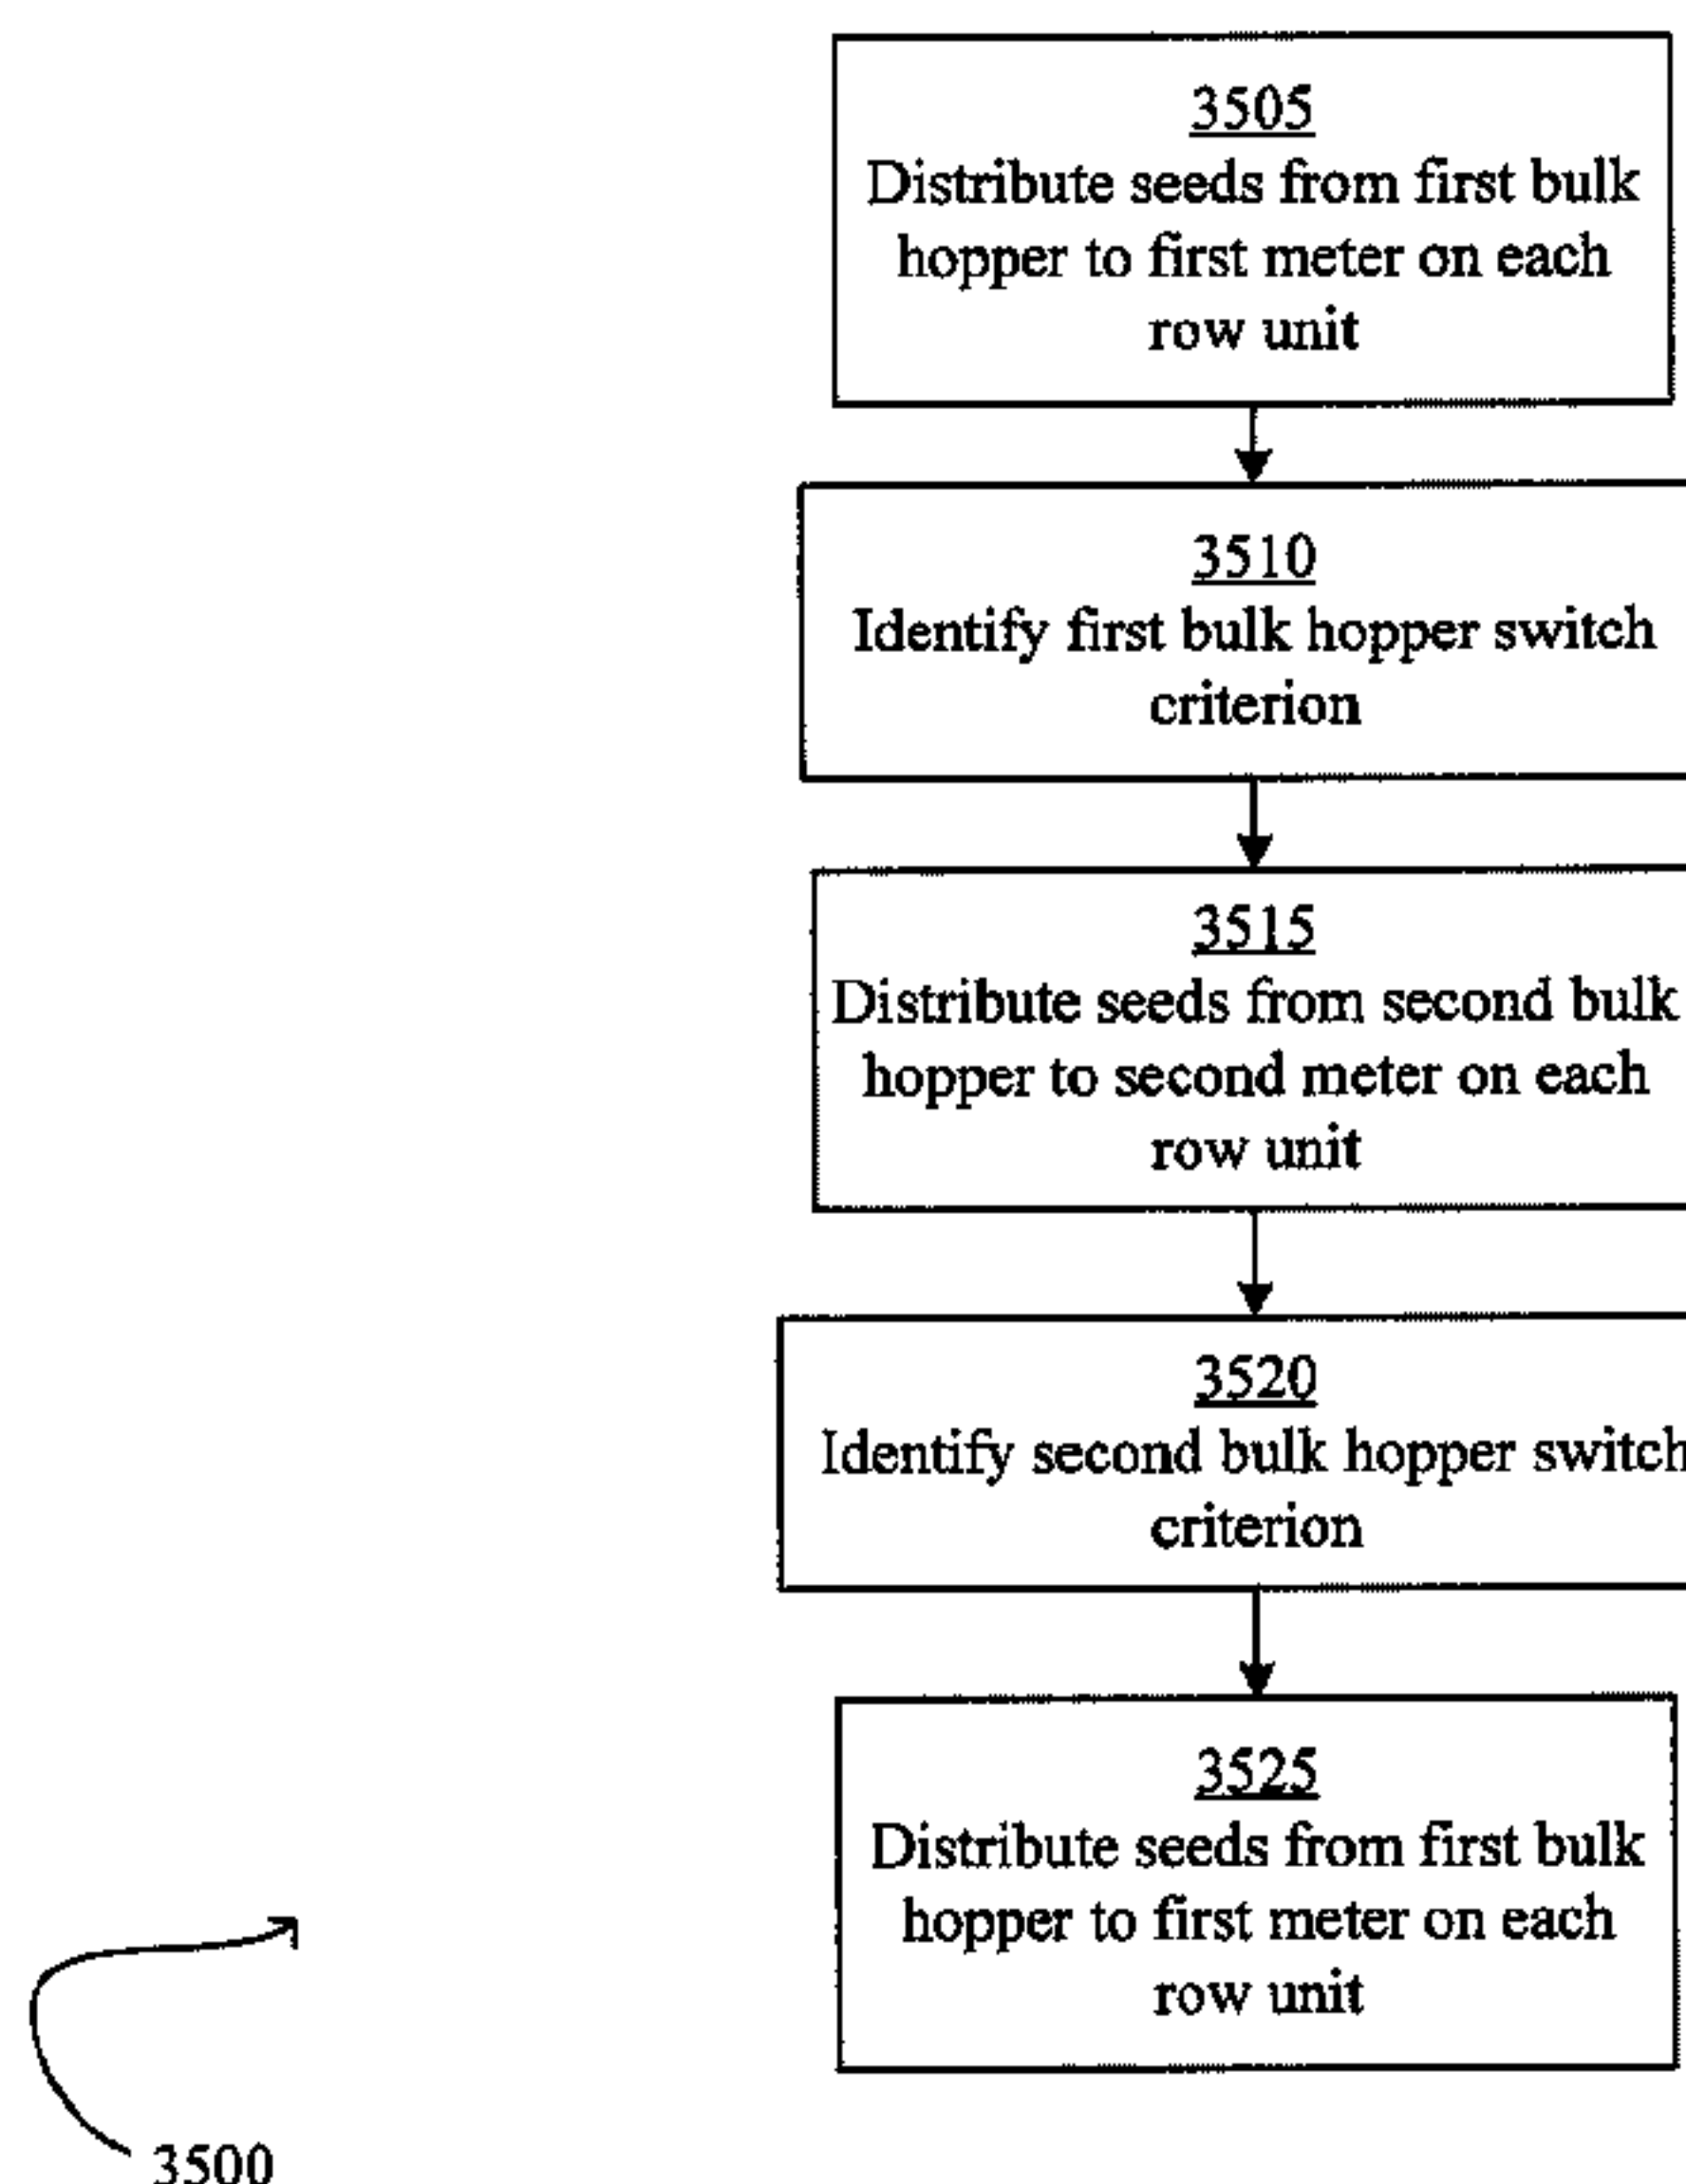 3505
Distribute seeds from first bulk
hopper to first meter on each
row unit
3510
Identify first bulk hopper switch
criterion
3515
Distribute seeds from second bulk
hopper to second meter on each
row unit
3520
Identify second bulk hopper switch
criterion
3525
Distribute seeds from first bulk
hopper to first meter on each
row unit
3500